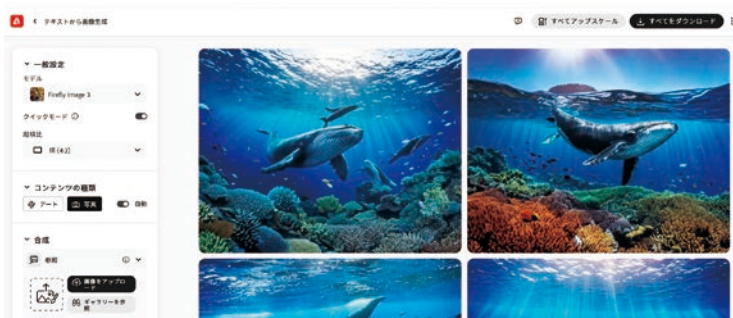 テキストから画像生成
すべてアップスケール
すべてをダウンロード
一般設定
モデル
Firefly Image 3
クイックモード
縦横比
横 (4:3)
コンテンツの種類
アート
写真
自動
合成
参照
画像をアップロ
ード
ギャラリーを参
照